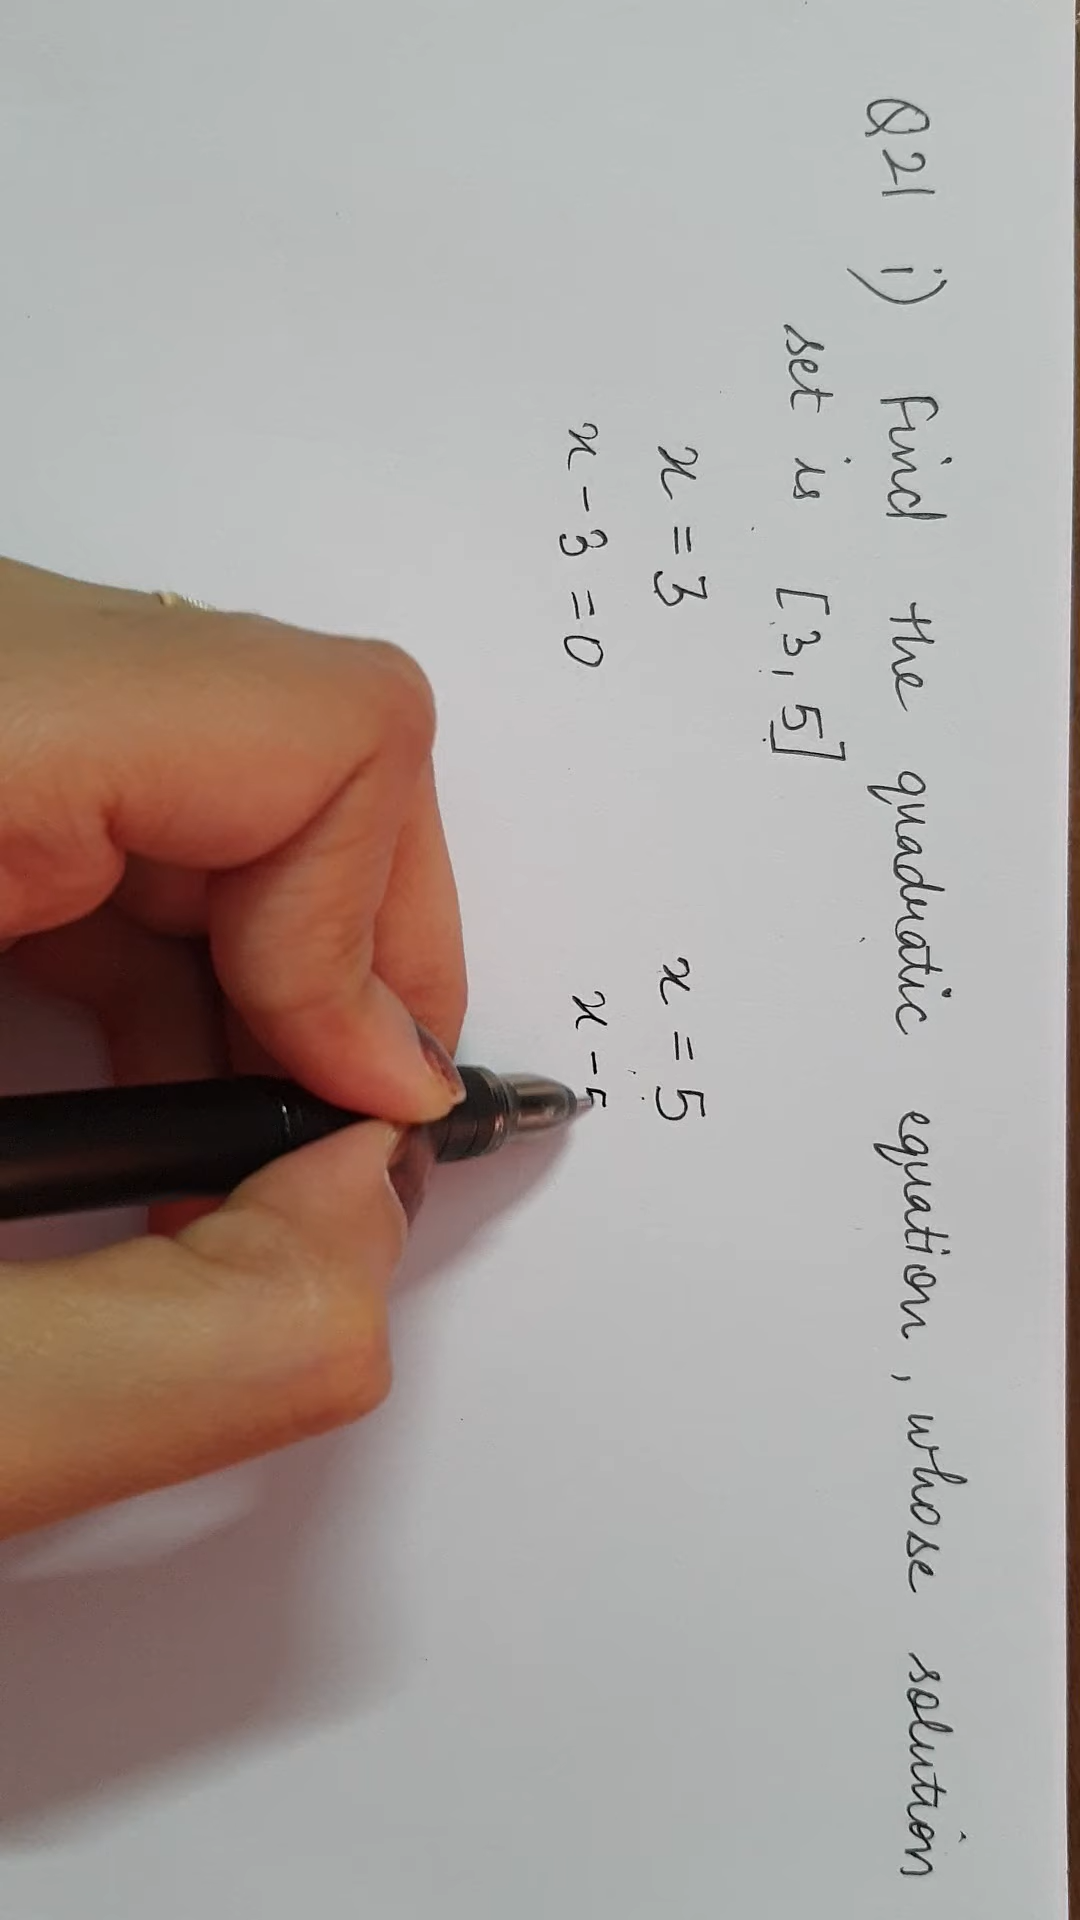 Q21 i) Find the quadratic equation, whose solution
set is [3, 5]
x = 3 x = 5
x - 3 = 0 x - 5